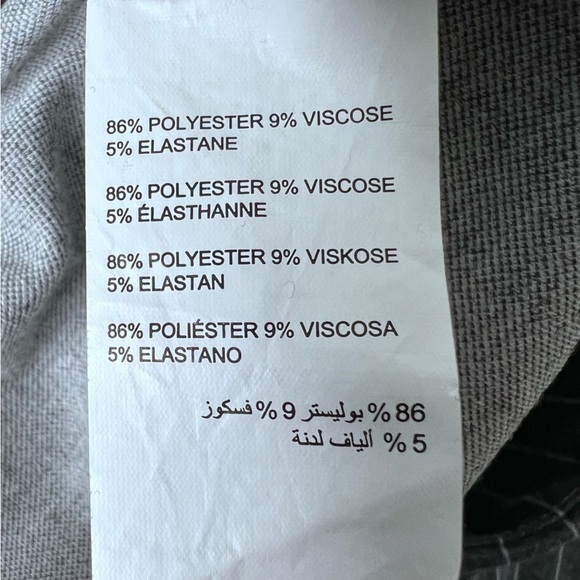 86% POLYESTER 9% VISCOSE
5% ELASTANE
86% POLYESTER 9% VISCOSE
5% ÉLASTHANNE
86% POLYESTER 9% VISKOSE
5% ELASTAN
86% POLIÉSTER 9% VISCOSA
5% ELASTANO
86 % بوليستر 9 % فسكوز
5 % ألياف لدنة